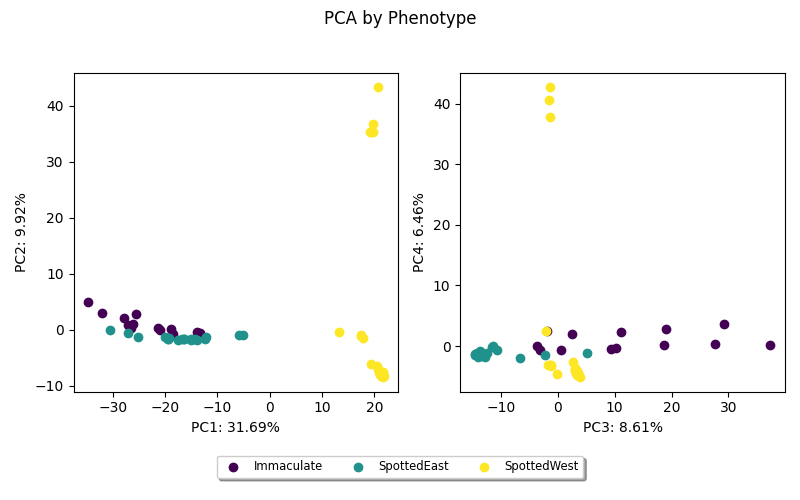 PCA by Phenotype
PC2: 9.92%
40
30
20
10
0
−10
−30
−20
−10
0
10
20
PC1: 31.69%
PC4: 6.46%
40
30
20
10
0
−10
0
10
20
30
PC3: 8.61%
Immaculate
SpottedEast
SpottedWest